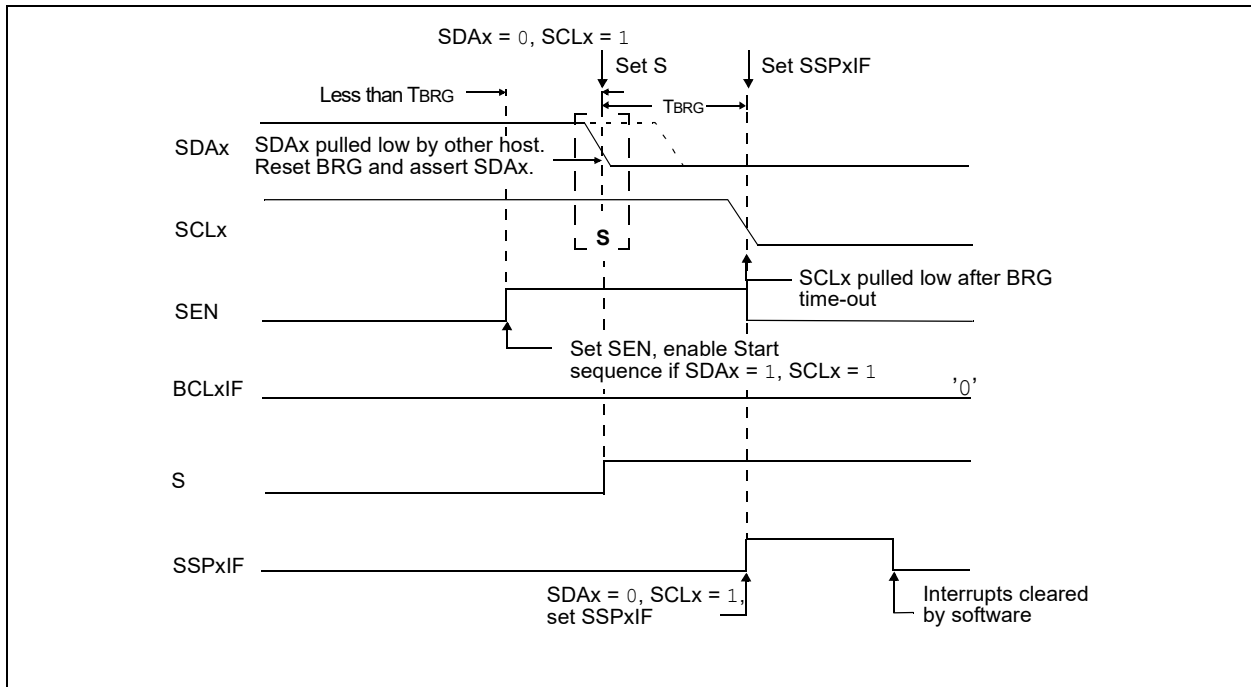 SDAx = 0, SCLx = 1
Set S
Set SSPxIF
Less than TBRG
TBRG
SDAx
SDAx pulled low by other host.
Reset BRG and assert SDAx.
SCLx
S
SCLx pulled low after BRG
time-out
SEN
Set SEN, enable Start
sequence if SDAx = 1, SCLx = 1
BCLxIF
'0'
S
SSPxIF
SDAx = 0, SCLx = 1,
set SSPxIF
Interrupts cleared
by software